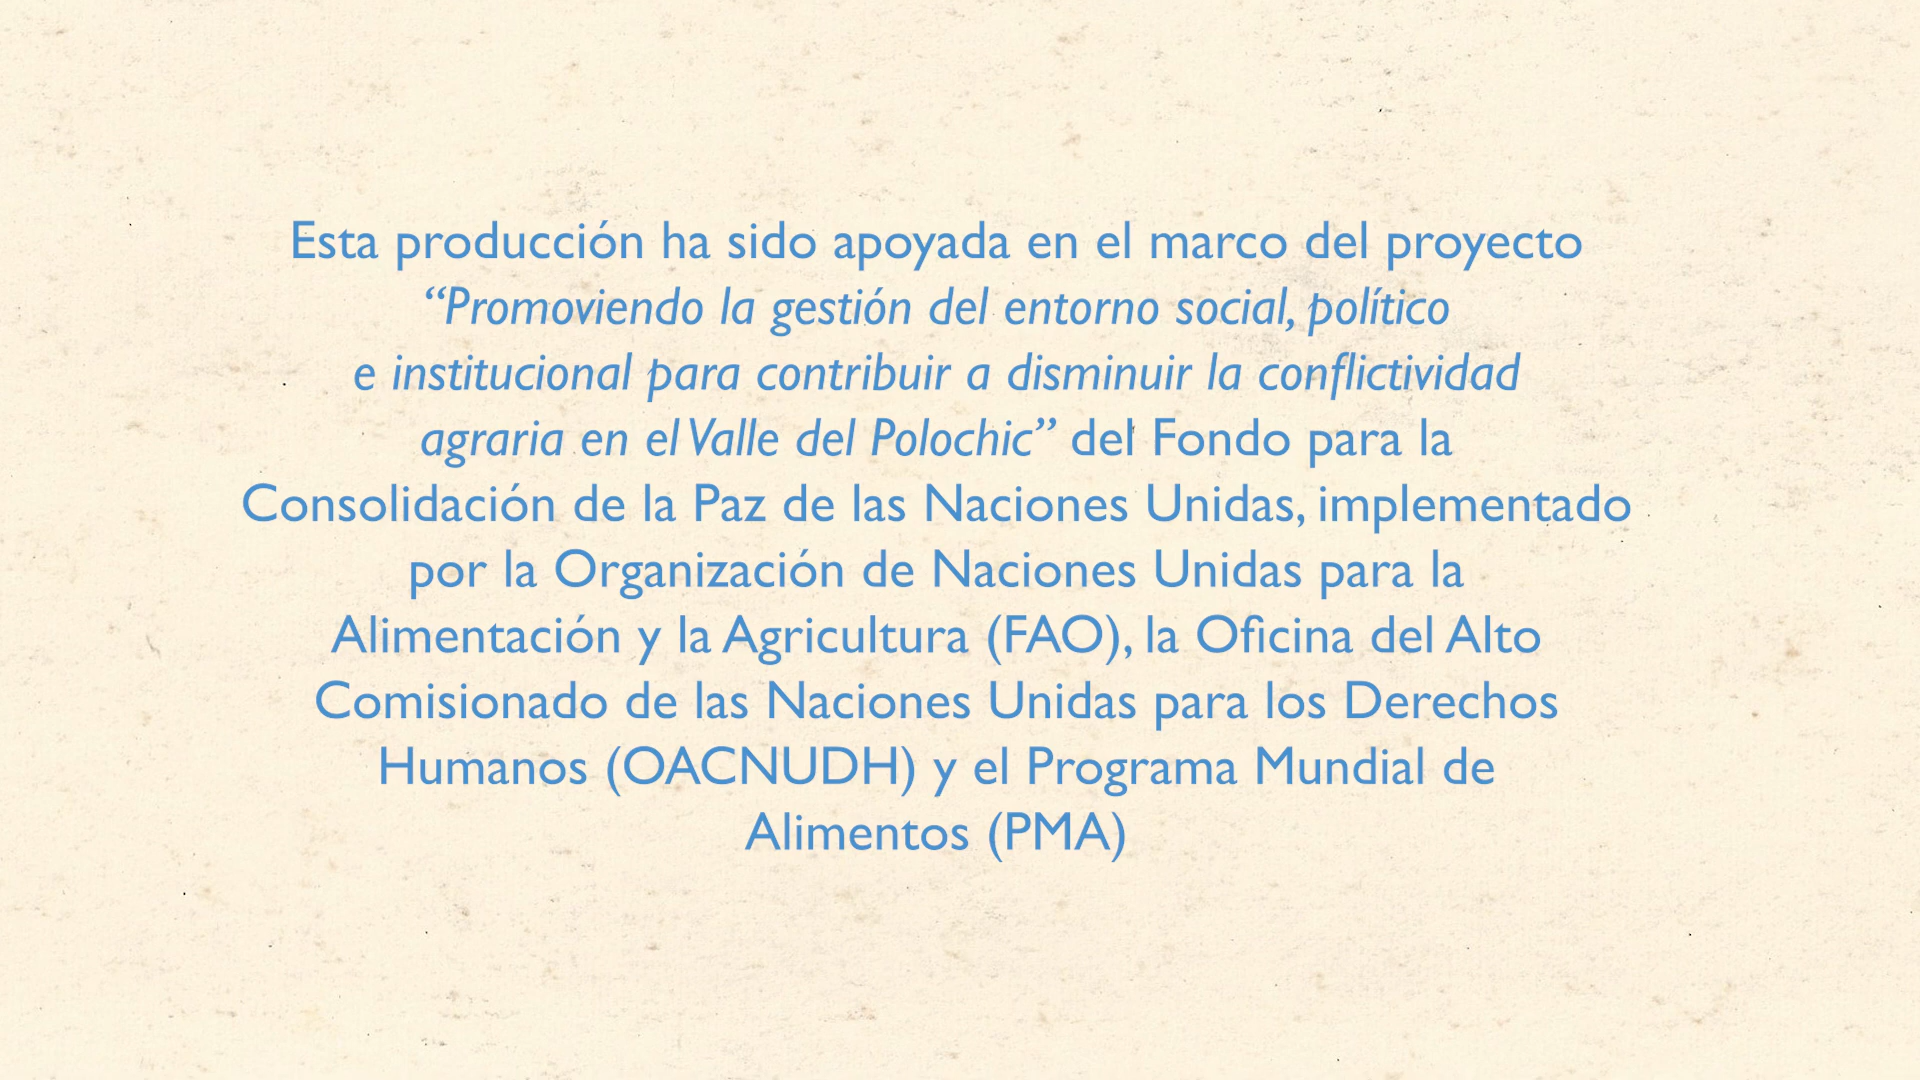 Esta producción ha sido apoyada en el marco del proyecto
“Promoviendo la gestión del entorno social, político
e institucional para contribuir a disminuir la conflictividad
agraria en el Valle del Polochic” del Fondo para la
Consolidación de la Paz de las Naciones Unidas, implementado
por la Organización de Naciones Unidas para la
Alimentación y la Agricultura (FAO), la Oficina del Alto
Comisionado de las Naciones Unidas para los Derechos
Humanos (OACNUDH) y el Programa Mundial de
Alimentos (PMA)